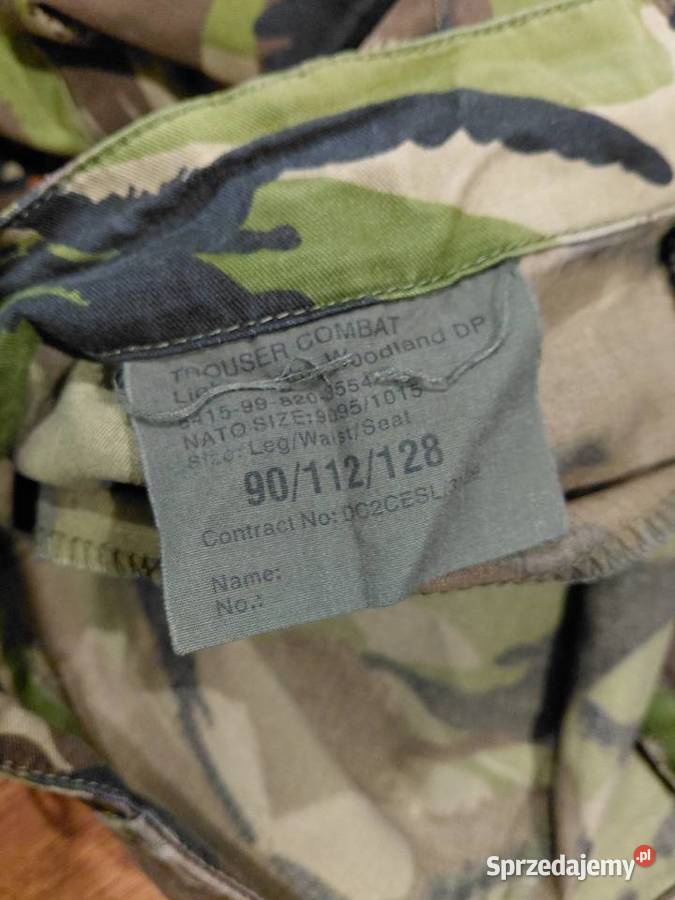 TROUSER COMBAT
Woodland DP
NATO SIZE:
Size: Leg/Waist/Seat
90/112/128
Contract No:
Name:
No.:
Sprzedajemy.pl